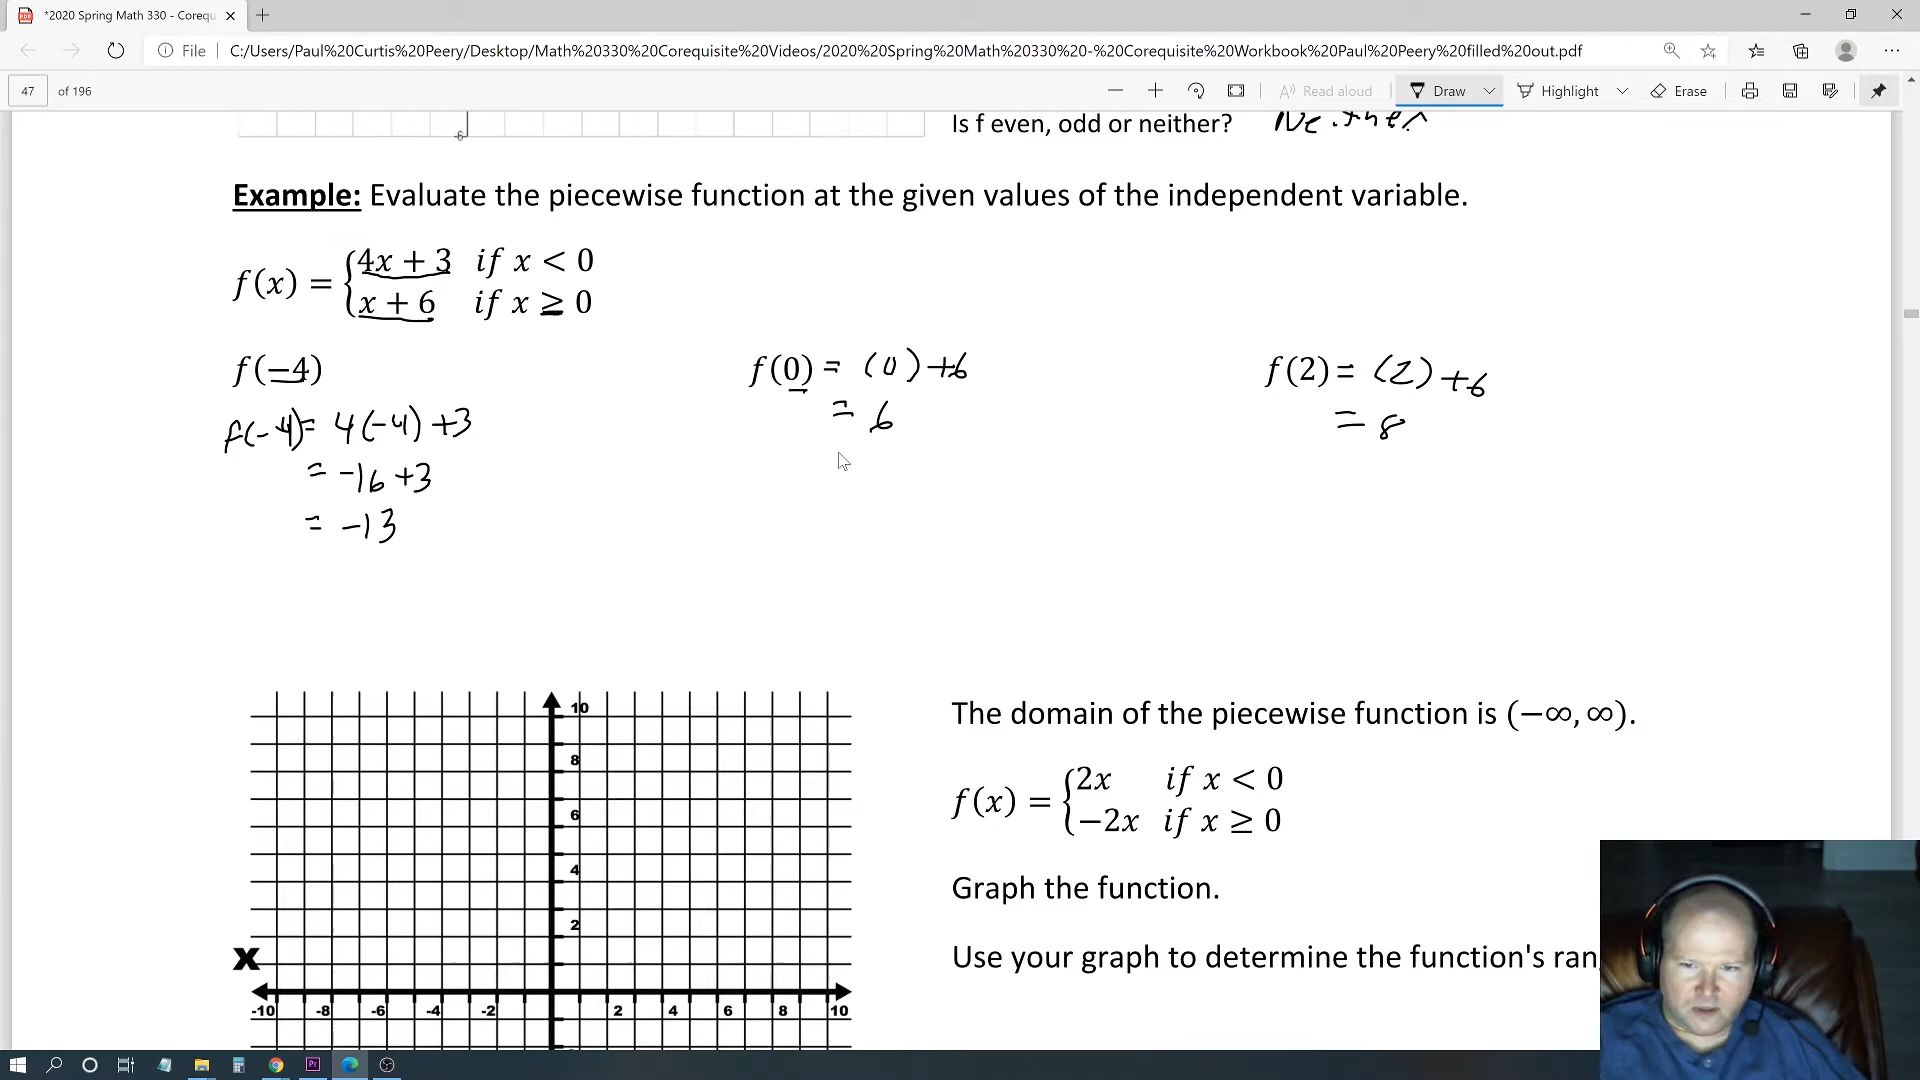 *2020 Spring Math 330 - Corequ
File C:/Users/Paul%20Curtis%20Peery/Desktop/Math%20330%20Corequisite%20Videos/2020%20Spring%20Math%20330%20-%20Corequisite%20Workbook%20Paul%20Peery%20filled%20out.pdf
47 of 196 Read aloud Draw Highlight Erase
-6
Is f even, odd or neither? Neither
Example: Evaluate the piecewise function at the given values of the independent variable.
f(x) = { 4x + 3 if x < 0
x + 6 if x ≥ 0
f(−4)
f(0) = (0) +6
f(2) = (2) +6
f(-4) = 4(-4) +3
= 6
= 8
= -16 +3
= -13
10
8
6
4
2
X
-10 -8 -6 -4 -2 2 4 6 8 10
The domain of the piecewise function is (−∞, ∞).
f(x) = { 2x if x < 0
−2x if x ≥ 0
Graph the function.
Use your graph to determine the function's ran
Pr